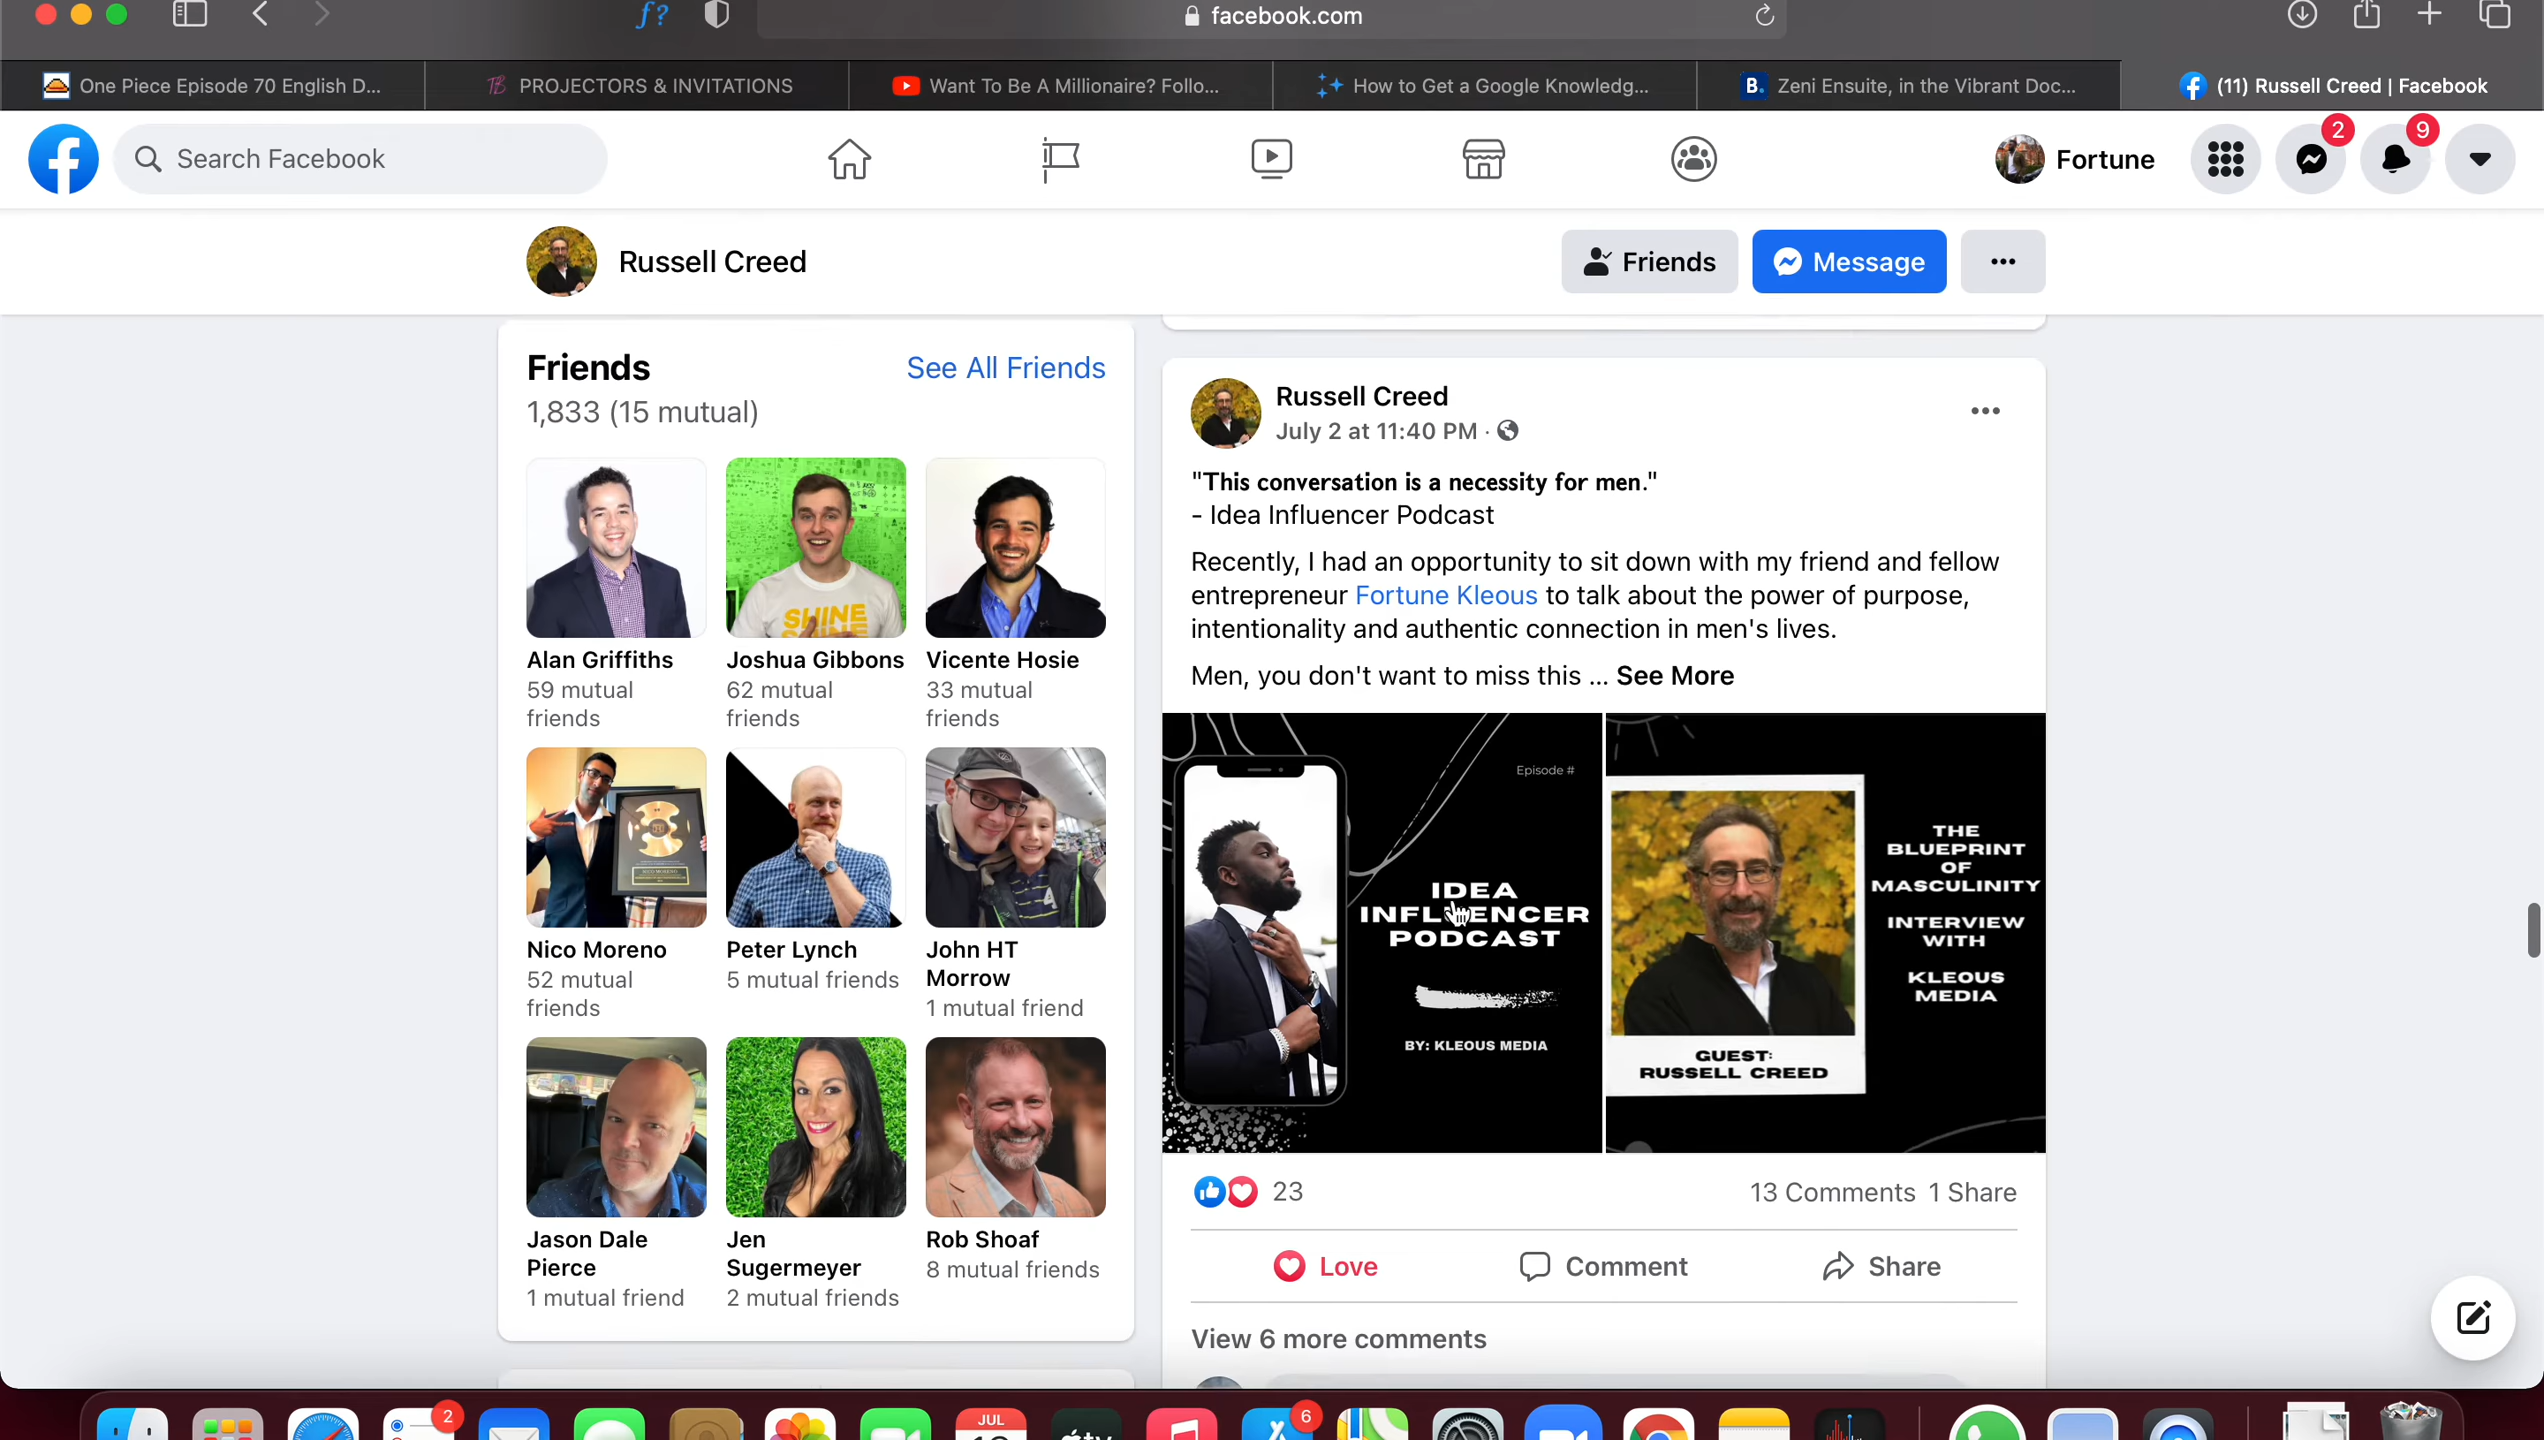 facebook.com
One Piece Episode 70 English D...
PROJECTORS & INVITATIONS
Want To Be A Millionaire? Follo...
How to Get a Google Knowledg...
B. Zeni Ensuite, in the Vibrant Doc...
(11) Russell Creed | Facebook
Search Facebook
Fortune
2
9
Russell Creed
Friends
Message
Friends
See All Friends
1,833 (15 mutual)
Alan Griffiths
59 mutual
friends
Joshua Gibbons
62 mutual
friends
Vicente Hosie
33 mutual
friends
SHINE
Nico Moreno
52 mutual
friends
Peter Lynch
5 mutual friends
John HT
Morrow
1 mutual friend
Jason Dale
Pierce
1 mutual friend
Jen
Sugermeyer
2 mutual friends
Rob Shoaf
8 mutual friends
Russell Creed
July 2 at 11:40 PM ·
"This conversation is a necessity for men."
- Idea Influencer Podcast
Recently, I had an opportunity to sit down with my friend and fellow
entrepreneur Fortune Kleous to talk about the power of purpose,
intentionality and authentic connection in men's lives.
Men, you don't want to miss this ... See More
Episode #
IDEA
INFLUENCER
PODCAST
BY: KLEOUS MEDIA
THE
BLUEPRINT
OF
MASCULINITY
INTERVIEW
WITH
KLEOUS
MEDIA
GUEST:
RUSSELL CREED
23
13 Comments 1 Share
Love
Comment
Share
View 6 more comments
2
JUL
6